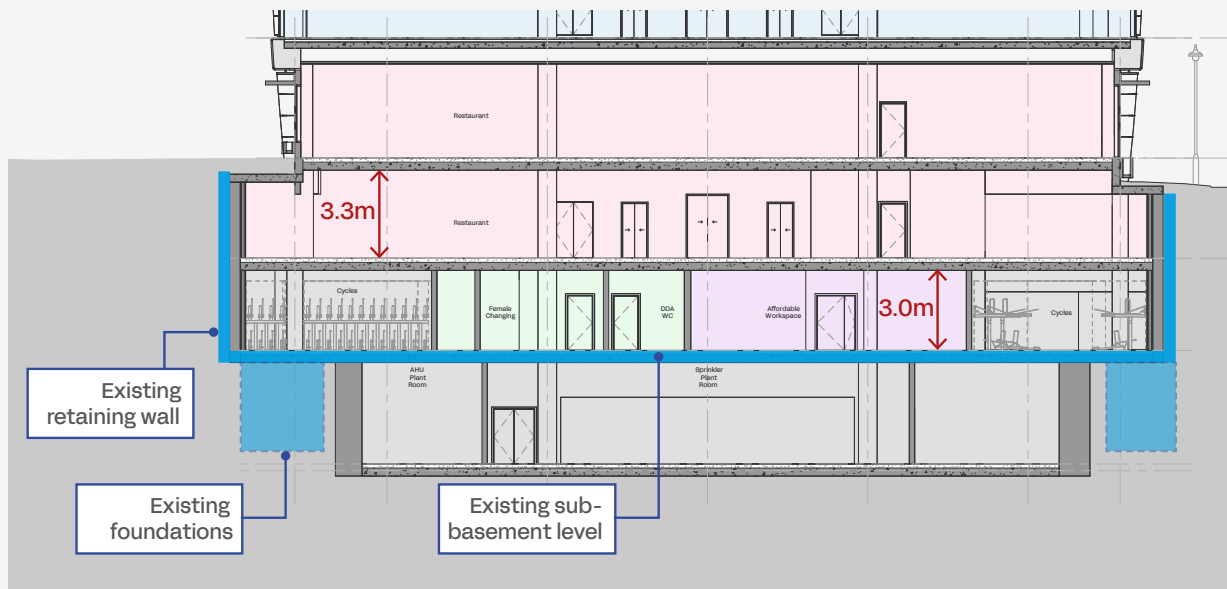 Restaurant
3.3m
Restaurant
Cycles
Female
Changing
DDA
WC
Affordable
Workspace
3.0m
Cycles
AHU
Plant
Room
Sprinkler
Plant
Room
Existing
retaining wall
Existing
foundations
Existing sub-
basement level